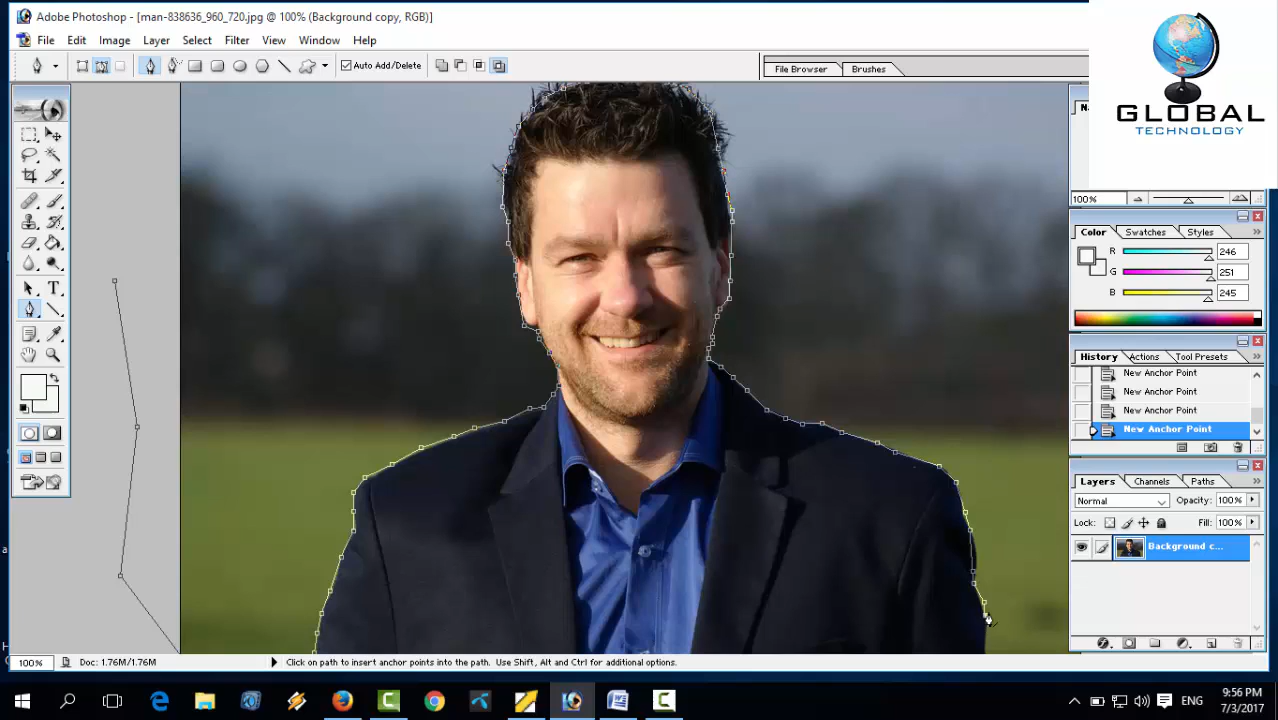 Adobe Photoshop - [man-838636_960_720.jpg @ 100% (Background copy, RGB)]
File Edit Image Layer Select Filter View Window Help
Auto Add/Delete
File Browser Brushes
GLOBAL
TECHNOLOGY
100%
Color Swatches Styles
R 246
G 251
B 245
History Actions Tool Presets
New Anchor Point
New Anchor Point
New Anchor Point
New Anchor Point
Layers Channels Paths
Normal Opacity: 100%
Lock: Fill: 100%
Background c...
100% Doc: 1.76M/1.76M Click on path to insert anchor points into the path. Use Shift, Alt and Ctrl for additional options.
ENG
9:56 PM
7/3/2017